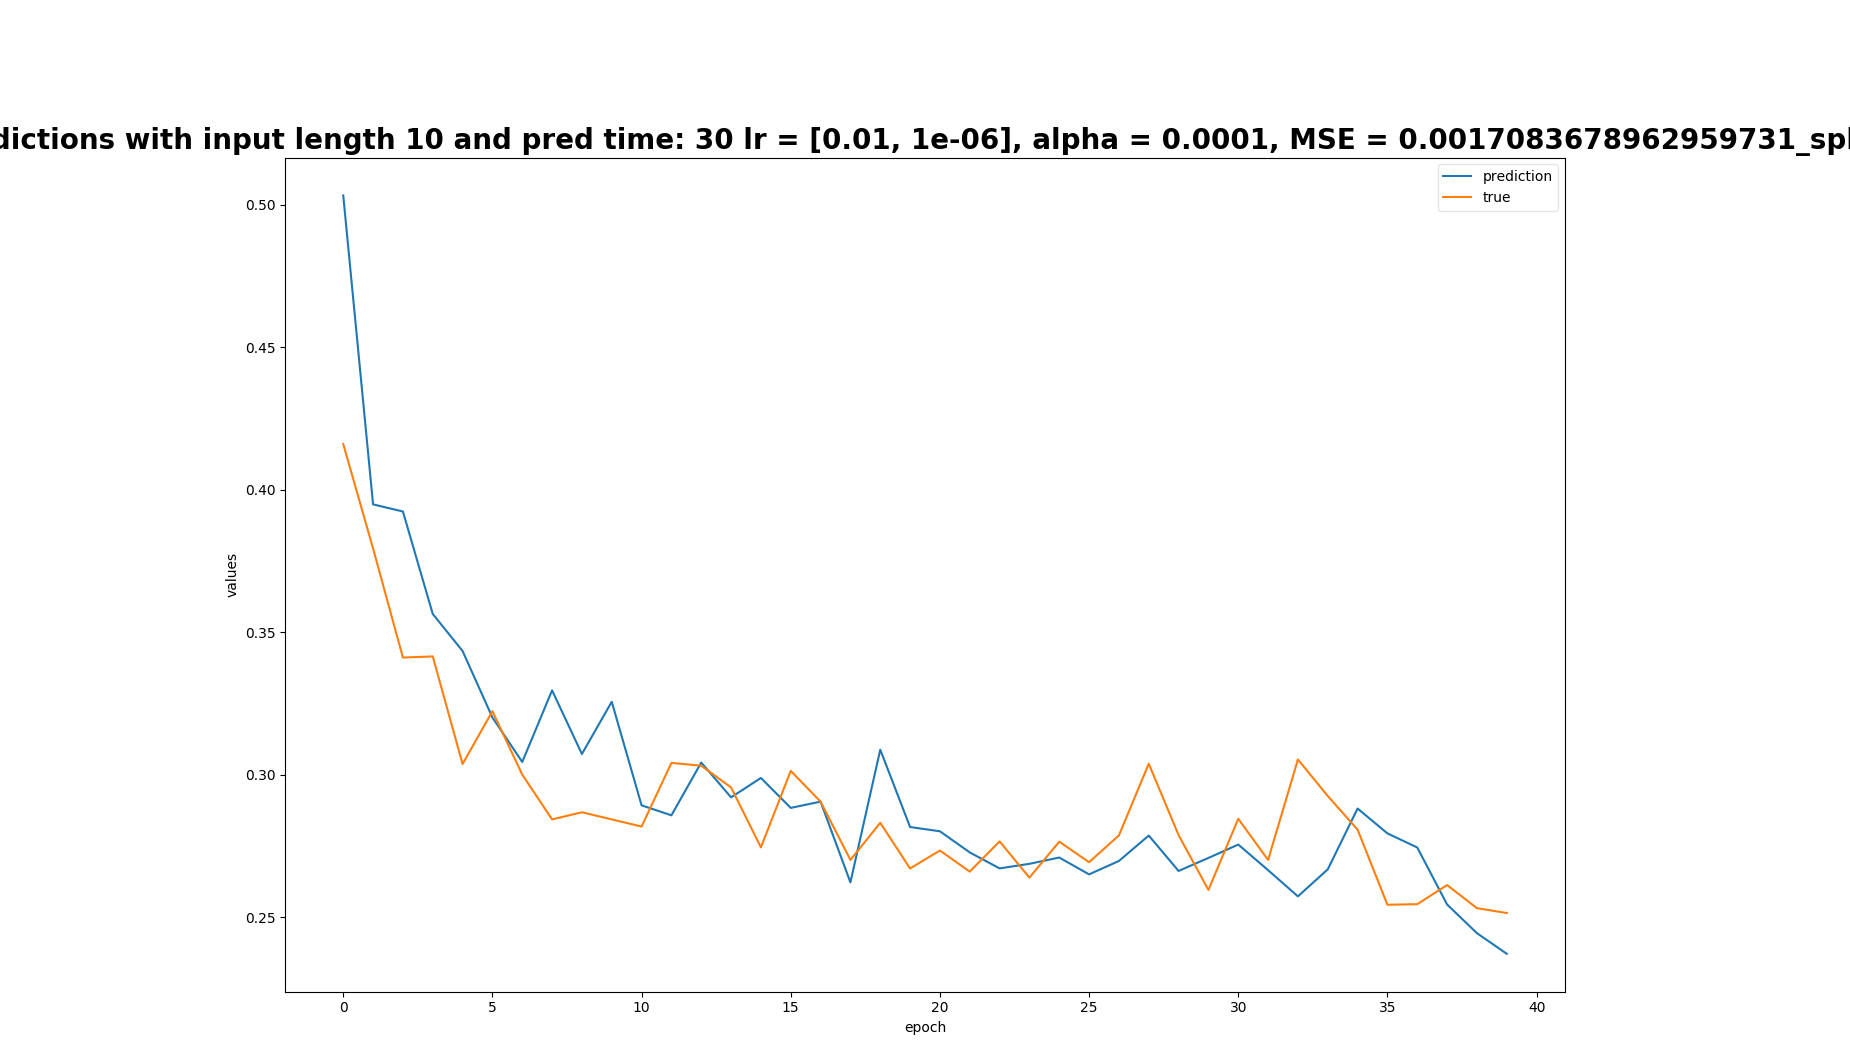 dictions with input length 10 and pred time: 30 lr = [0.01, 1e-06], alpha = 0.0001, MSE = 0.0017083678962959731_spl
prediction
true
0.50
0.45
0.40
0.35
0.30
0.25
values
0 5 10 15 20 25 30 35 40
epoch